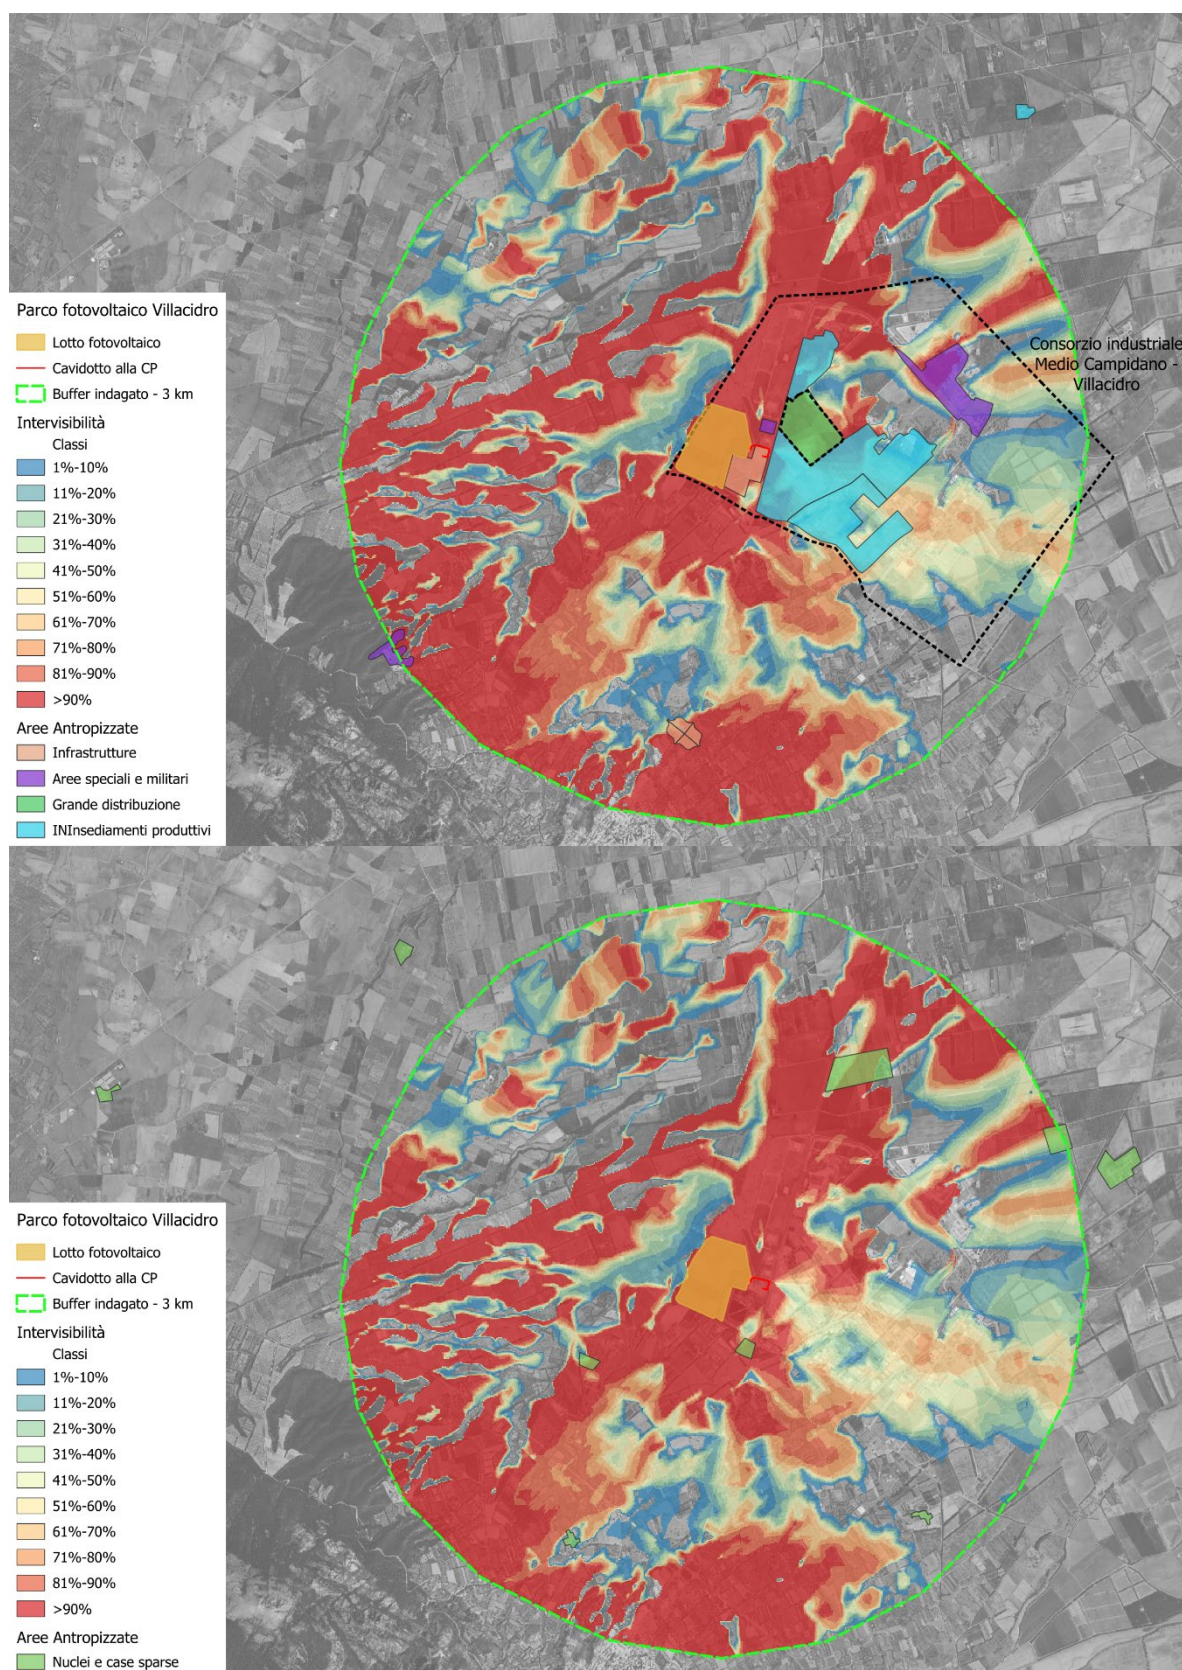 Consorzio industriale
Medio Campidano -
Villacidro
Parco fotovoltaico Villacidro
Lotto fotovoltaico
Cavidotto alla CP
Buffer indagato - 3 km
Intervisibilità
Classi
1%-10%
11%-20%
21%-30%
31%-40%
41%-50%
51%-60%
61%-70%
71%-80%
81%-90%
>90%
Aree Antropizzate
Infrastrutture
Aree speciali e militari
Grande distribuzione
INInsediamenti produttivi
Parco fotovoltaico Villacidro
Lotto fotovoltaico
Cavidotto alla CP
Buffer indagato - 3 km
Intervisibilità
Classi
1%-10%
11%-20%
21%-30%
31%-40%
41%-50%
51%-60%
61%-70%
71%-80%
81%-90%
>90%
Aree Antropizzate
Nuclei e case sparse